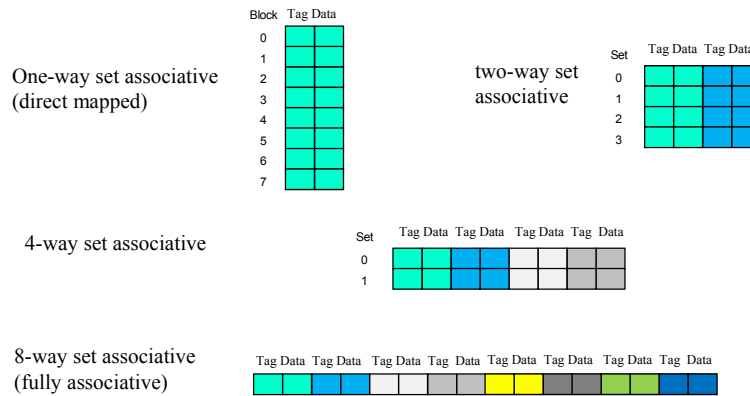 Block Tag Data
0
1
2
3
4
5
6
7
One-way set associative
(direct mapped)
two-way set
associative
Set Tag Data Tag Data
0
1
2
3
4-way set associative
Set Tag Data Tag Data Tag Data Tag Data
0
1
8-way set associative
(fully associative)
Tag Data Tag Data Tag Data Tag Data Tag Data Tag Data Tag Data Tag Data